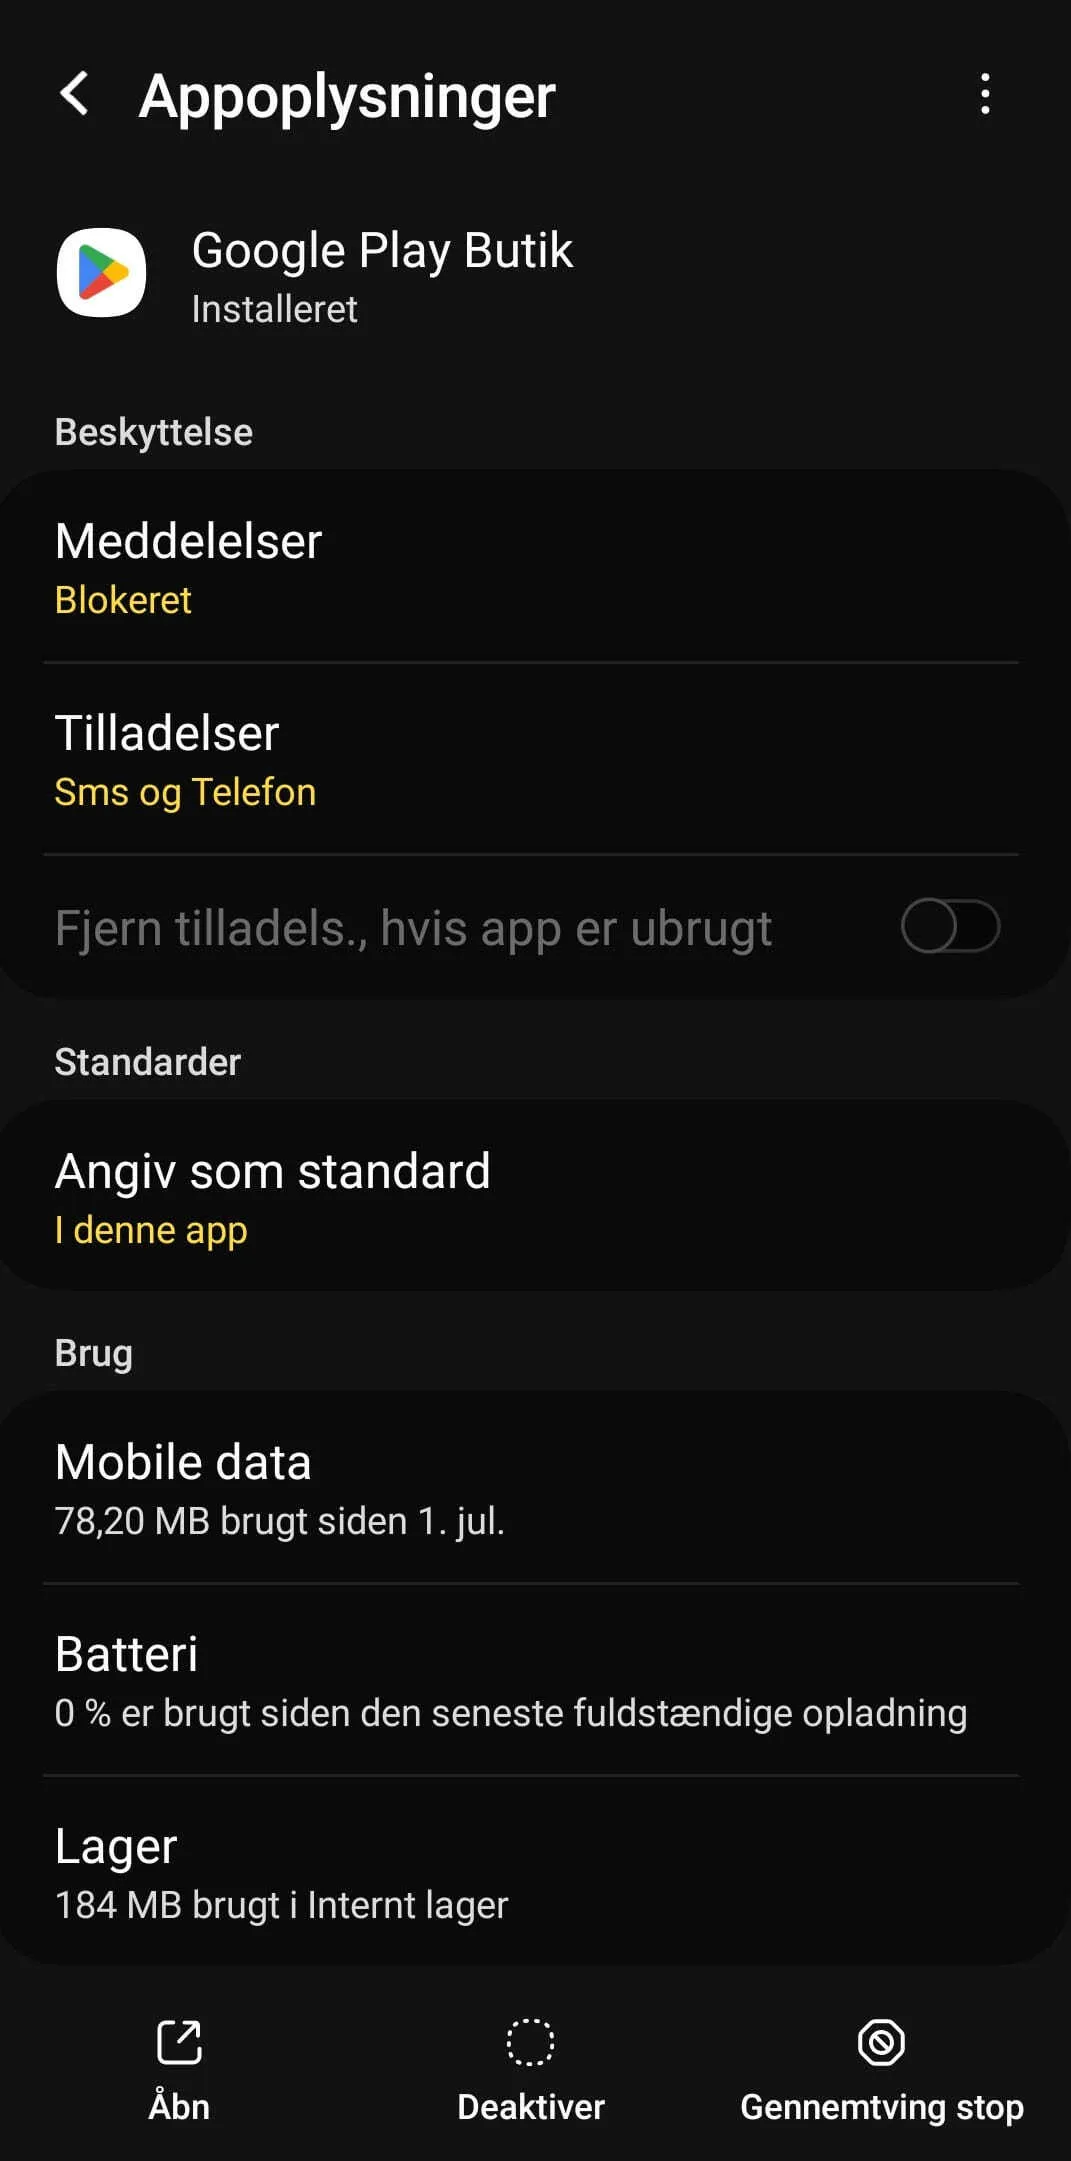 Appoplysninger
Google Play Butik
Installeret
Beskyttelse
Meddelelser
Blokeret
Tilladelser
Sms og Telefon
Fjern tilladels., hvis app er ubrugt
Standarder
Angiv som standard
I denne app
Brug
Mobile data
78,20 MB brugt siden 1. jul.
Batteri
0 % er brugt siden den seneste fuldstændige opladning
Lager
184 MB brugt i Internt lager
Åbn
Deaktiver
Gennemtving stop